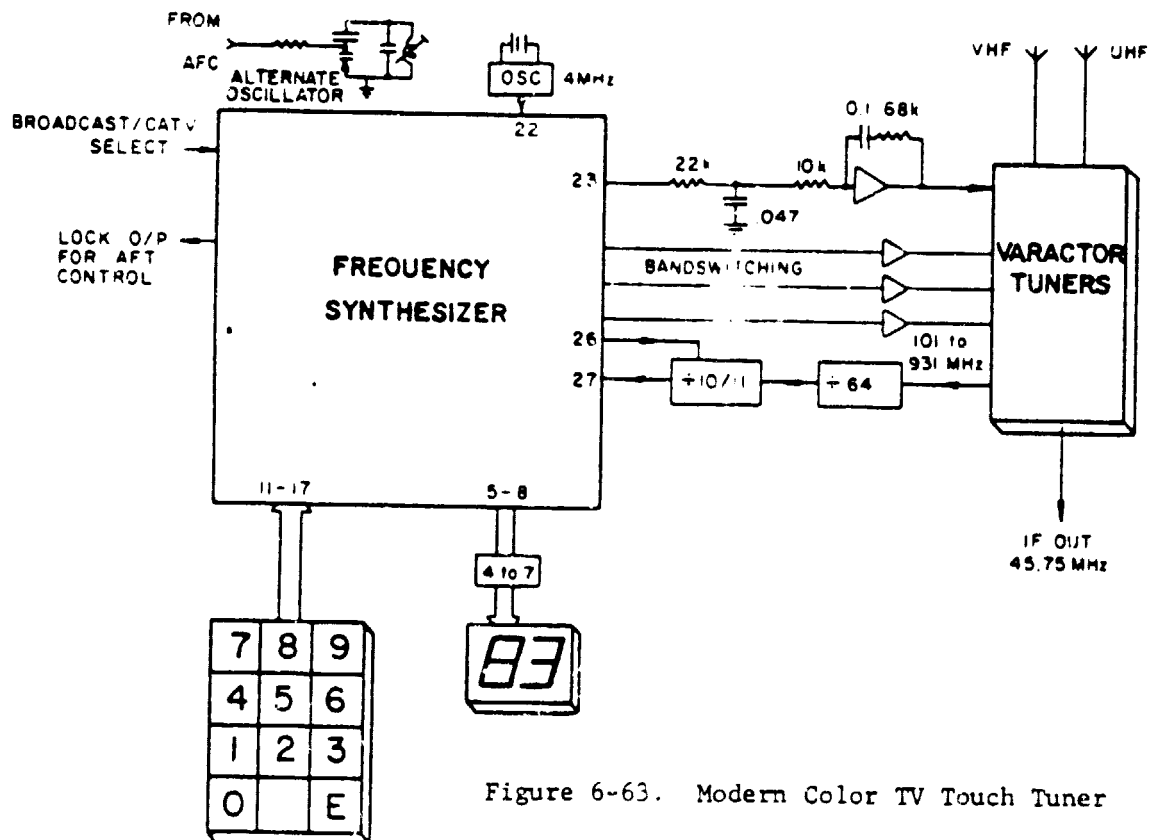 FROM
AFC
ALTERNATE
OSCILLATOR
OSC
4MHz
VHF
UHF
BROADCAST/CATV
SELECT
22
0.1 68k
23
22k
10k
.047
LOCK O/P
FOR AFT
CONTROL
FREQUENCY
SYNTHESIZER
BANDSWITCHING
VARACTOR
TUNERS
26
27
÷10/11
÷64
101 to
931 MHz
11-17
5-8
4 to 7
IF OUT
45.75 MHz
83
7 8 9
4 5 6
1 2 3
0 E
Figure 6-63. Modern Color TV Touch Tuner